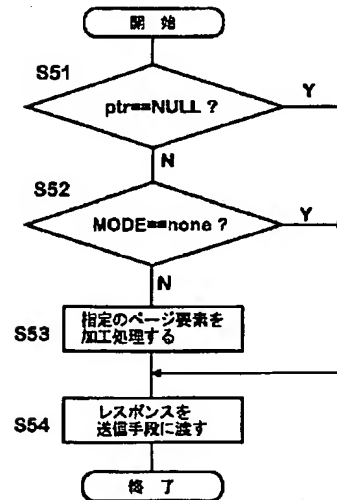 開 始
S51
ptr==NULL ?
Y
N
S52
MODE==none ?
Y
N
S53
指定のページ要素を
加工処理する
S54
レスポンスを
送信手段に渡す
終 了